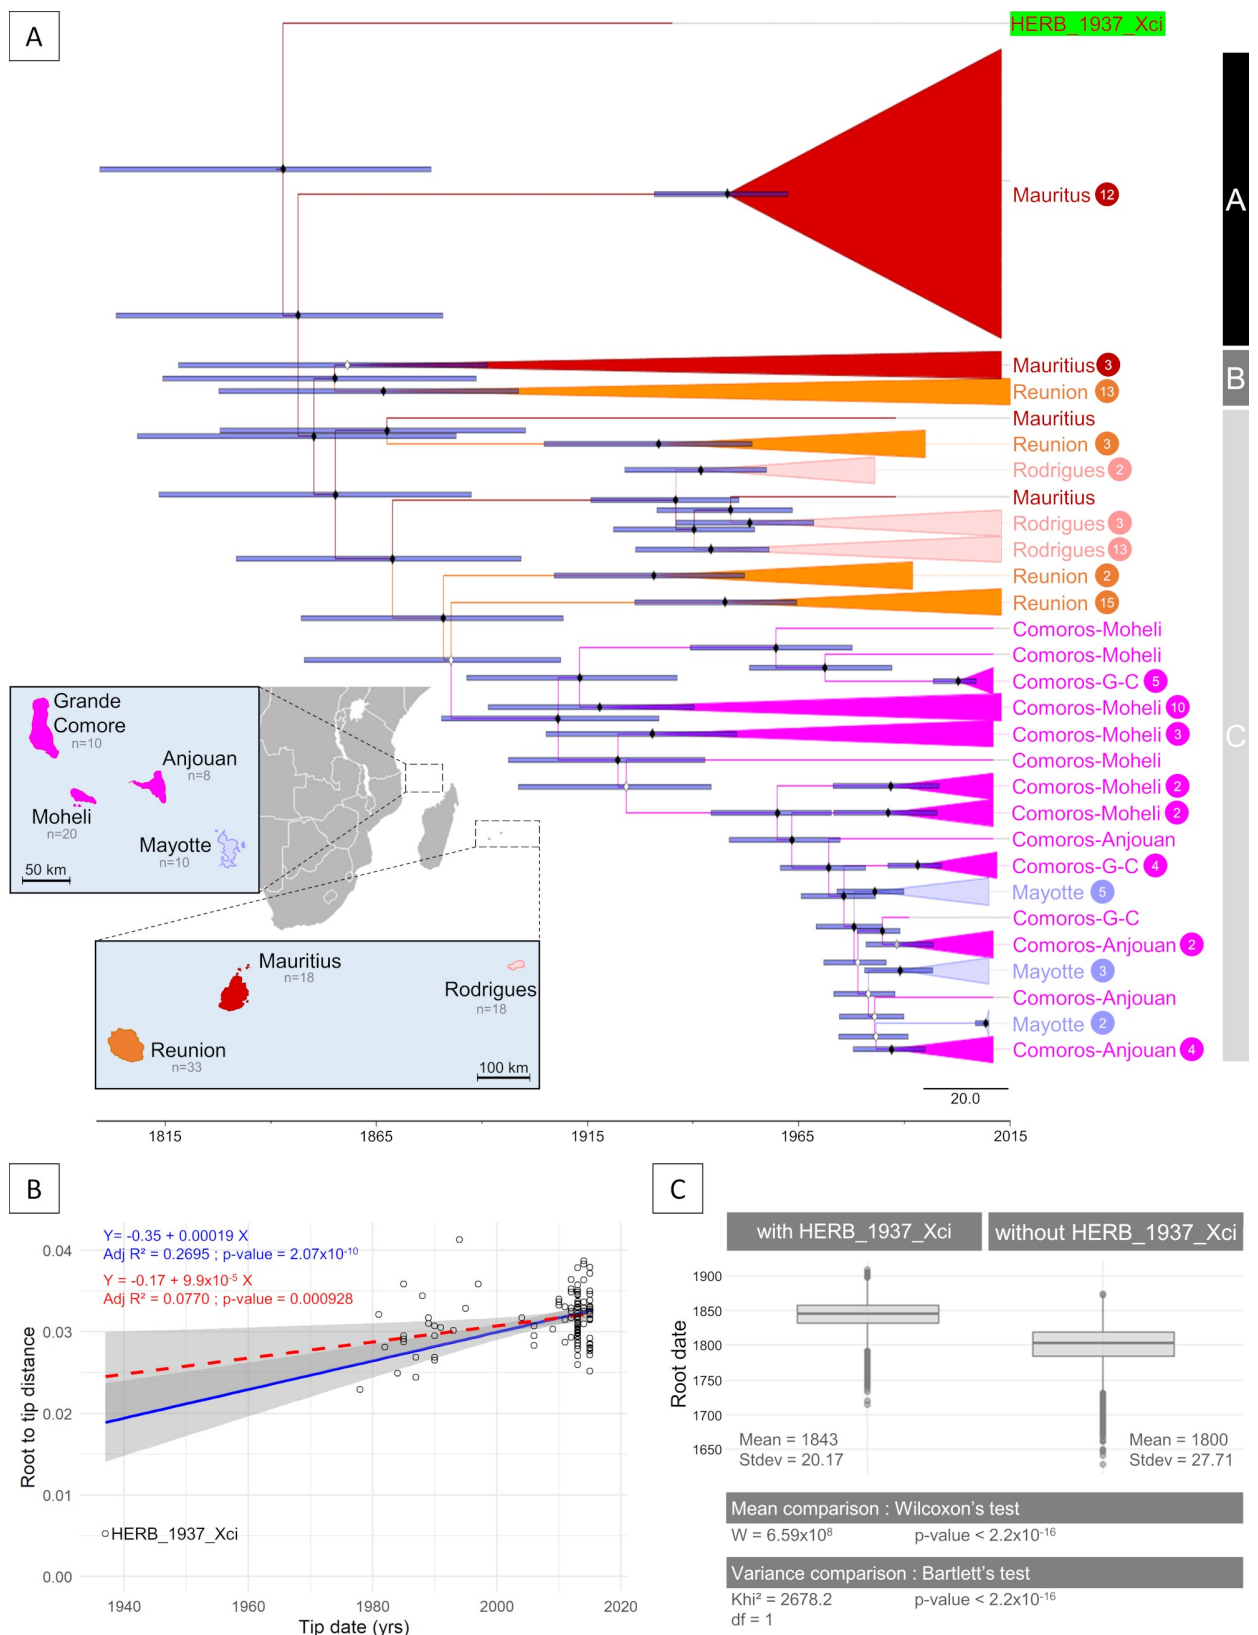 A
HERB_1937_Xci
A
Mauritus 12
Mauritius 3
B
Reunion 13
Mauritius
Reunion 3
Rodrigues 2
Mauritius
Rodrigues 3
Rodrigues 13
Reunion 2
Reunion 15
Comoros-Moheli
Comoros-Moheli
Comoros-G-C 5
Comoros-Moheli 10
Comoros-Moheli 3
C
Comoros-Moheli
Comoros-Moheli 2
Comoros-Moheli 2
Comoros-Anjouan
Comoros-G-C 4
Mayotte 5
Comoros-G-C
Comoros-Anjouan 2
Mayotte 3
Comoros-Anjouan
Mayotte 2
Comoros-Anjouan 4
Grande
Comore
n=10
Anjouan
n=8
Moheli
n=20
Mayotte
n=10
50 km
Mauritius
n=18
Rodrigues
n=18
Reunion
n=33
100 km
20.0
1815 1865 1915 1965 2015
B
Y= -0.35 + 0.00019 X
Adj R² = 0.2695 ; p-value = 2.07x10⁻¹⁰
Y = -0.17 + 9.9x10⁻⁵ X
Adj R² = 0.0770 ; p-value = 0.000928
Root to tip distance
0.04
0.03
0.02
0.01
0.00
HERB_1937_Xci
1940 1960 1980 2000 2020
Tip date (yrs)
C
with HERB_1937_Xci without HERB_1937_Xci
Root date
1900
1850
1800
1750
1700
1650
Mean = 1843
Stdev = 20.17
Mean = 1800
Stdev = 27.71
Mean comparison : Wilcoxon's test
W = 6.59x10⁸ p-value < 2.2x10⁻¹⁶
Variance comparison : Bartlett's test
Khi² = 2678.2 p-value < 2.2x10⁻¹⁶
df = 1